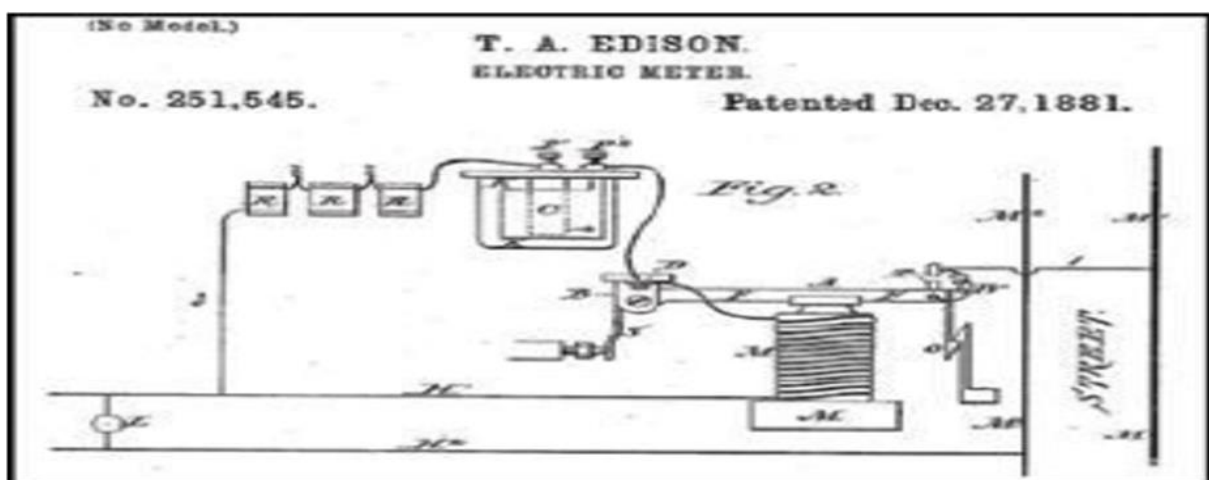 (No Model.)
T. A. EDISON.
ELECTRIC METER.
No. 251,545.
Patented Dec. 27, 1881.
Fig. 2.
R
R
R
C
D
A
B
F
M
M
H
L
STREET